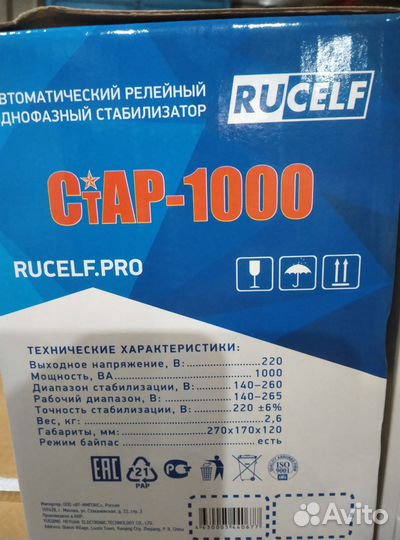 ВТОМАТИЧЕСКИЙ РЕЛЕЙНЫЙ
ДНОФАЗНЫЙ СТАБИЛИЗАТОР
RUCELF
СтАР-1000
RUCELF.PRO
ТЕХНИЧЕСКИЕ ХАРАКТЕРИСТИКИ:
Выходное напряжение, В: 220
Мощность, ВА 1000
Диапазон стабилизации, В: 140-260
Рабочий диапазон, В: 140-265
Точность стабилизации, В: 220 ±6%
Вес, кг: 2,6
Габариты, мм: 270x170x120
Режим байпас есть
EAC
21
PAP
ISO
9001
Avito